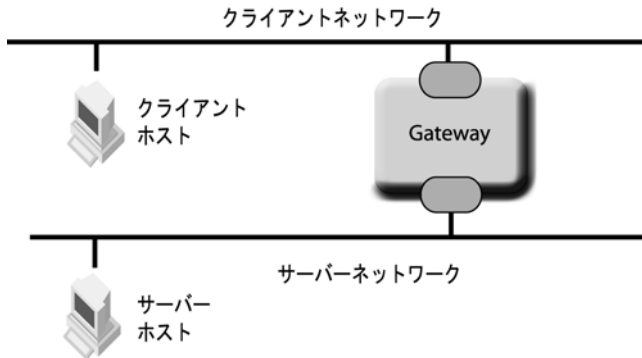 クライアントネットワーク
クライアント
ホスト
Gateway
サーバーネットワーク
サーバー
ホスト